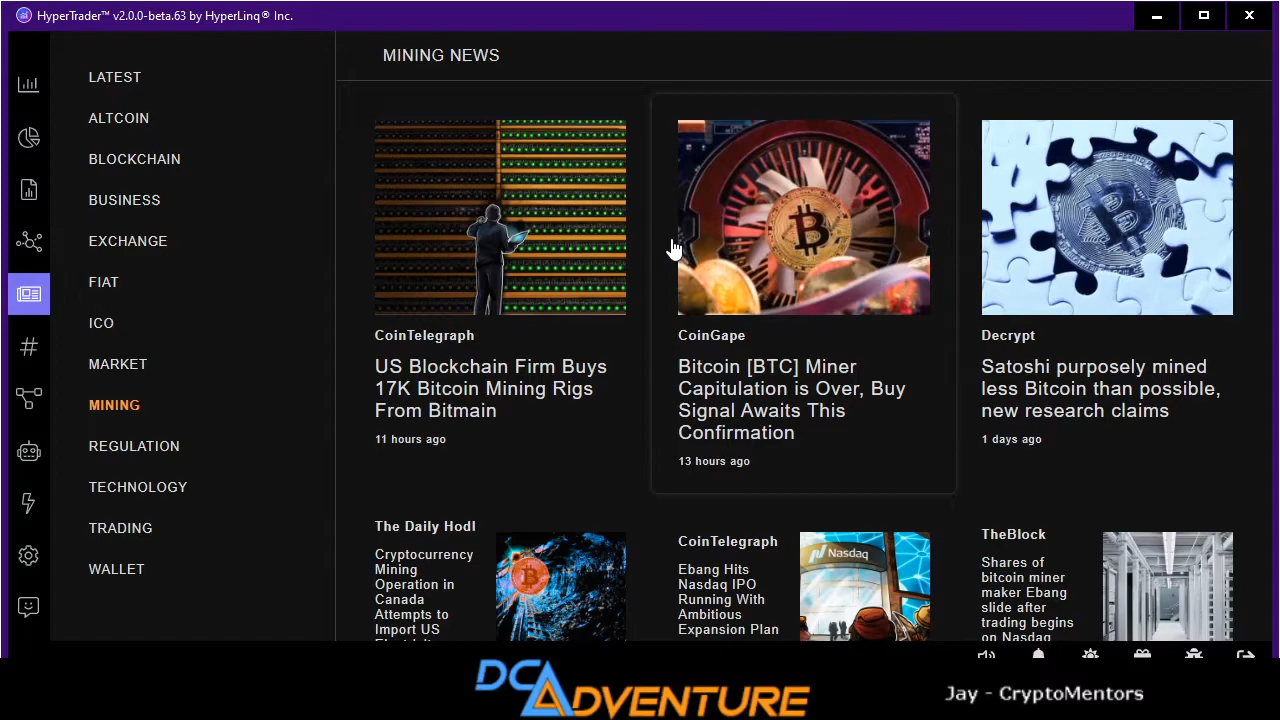 HyperTrader™ v2.0.0-beta.63 by HyperLinq® Inc.
LATEST
ALTCOIN
BLOCKCHAIN
BUSINESS
EXCHANGE
FIAT
ICO
MARKET
MINING
REGULATION
TECHNOLOGY
TRADING
WALLET
MINING NEWS
CoinTelegraph
US Blockchain Firm Buys
17K Bitcoin Mining Rigs
From Bitmain
11 hours ago
CoinGape
Bitcoin [BTC] Miner
Capitulation is Over, Buy
Signal Awaits This
Confirmation
13 hours ago
Decrypt
Satoshi purposely mined
less Bitcoin than possible,
new research claims
1 days ago
The Daily Hodl
Cryptocurrency
Mining
Operation in
Canada
Attempts to
Import US
CoinTelegraph
Ebang Hits
Nasdaq IPO
Running With
Ambitious
Expansion Plan
Nasdaq
TheBlock
Shares of
bitcoin miner
maker Ebang
slide after
trading begins
on Nasdaq
DCADVENTURE
Jay - CryptoMentors